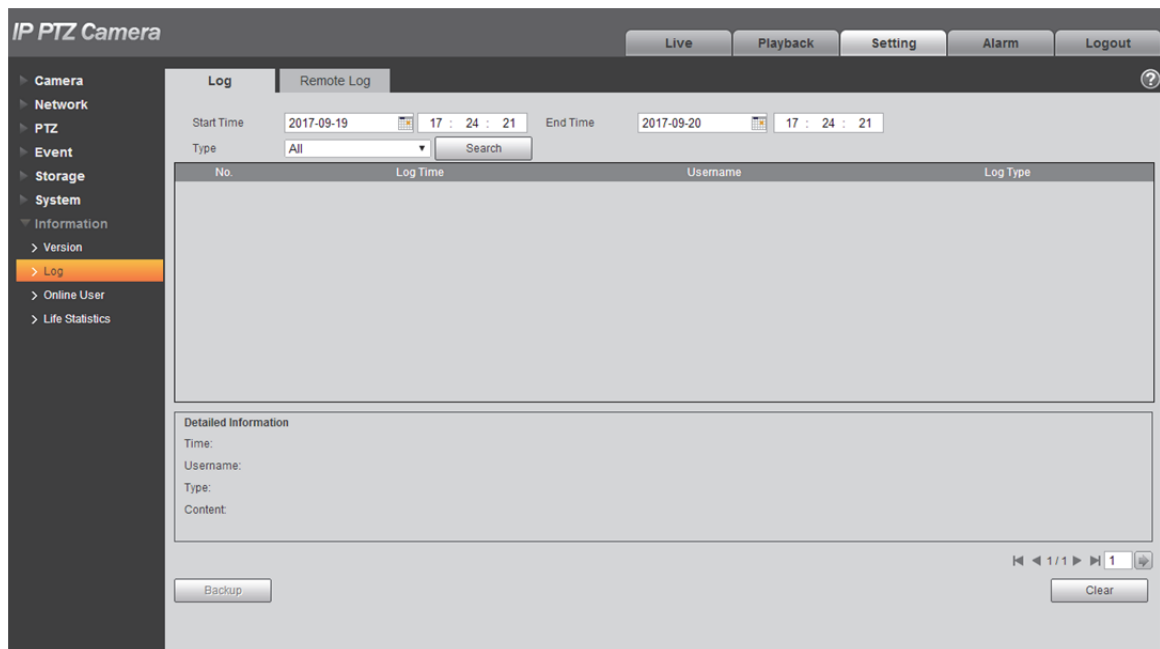 IP PTZ Camera
Live Playback Setting Alarm Logout
Camera
Network
PTZ
Event
Storage
System
Information
Version
Log
Online User
Life Statistics
Log Remote Log ?
Start Time 2017-09-19 17 : 24 : 21 End Time 2017-09-20 17 : 24 : 21
Type All Search
No. Log Time Username Log Type
Detailed Information
Time:
Username:
Type:
Content:
1/1 1
Backup Clear